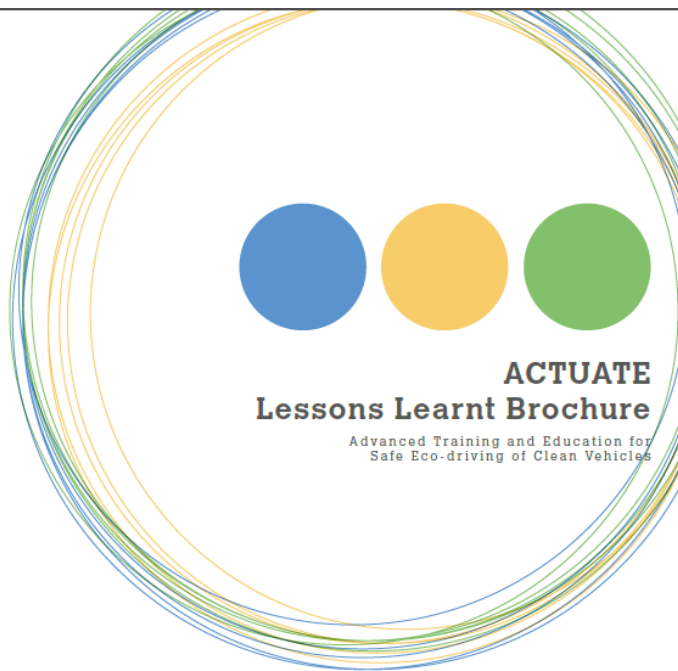 ACTUATE
Lessons Learnt Brochure
Advanced Training and Education for
Safe Eco-driving of Clean Vehicles